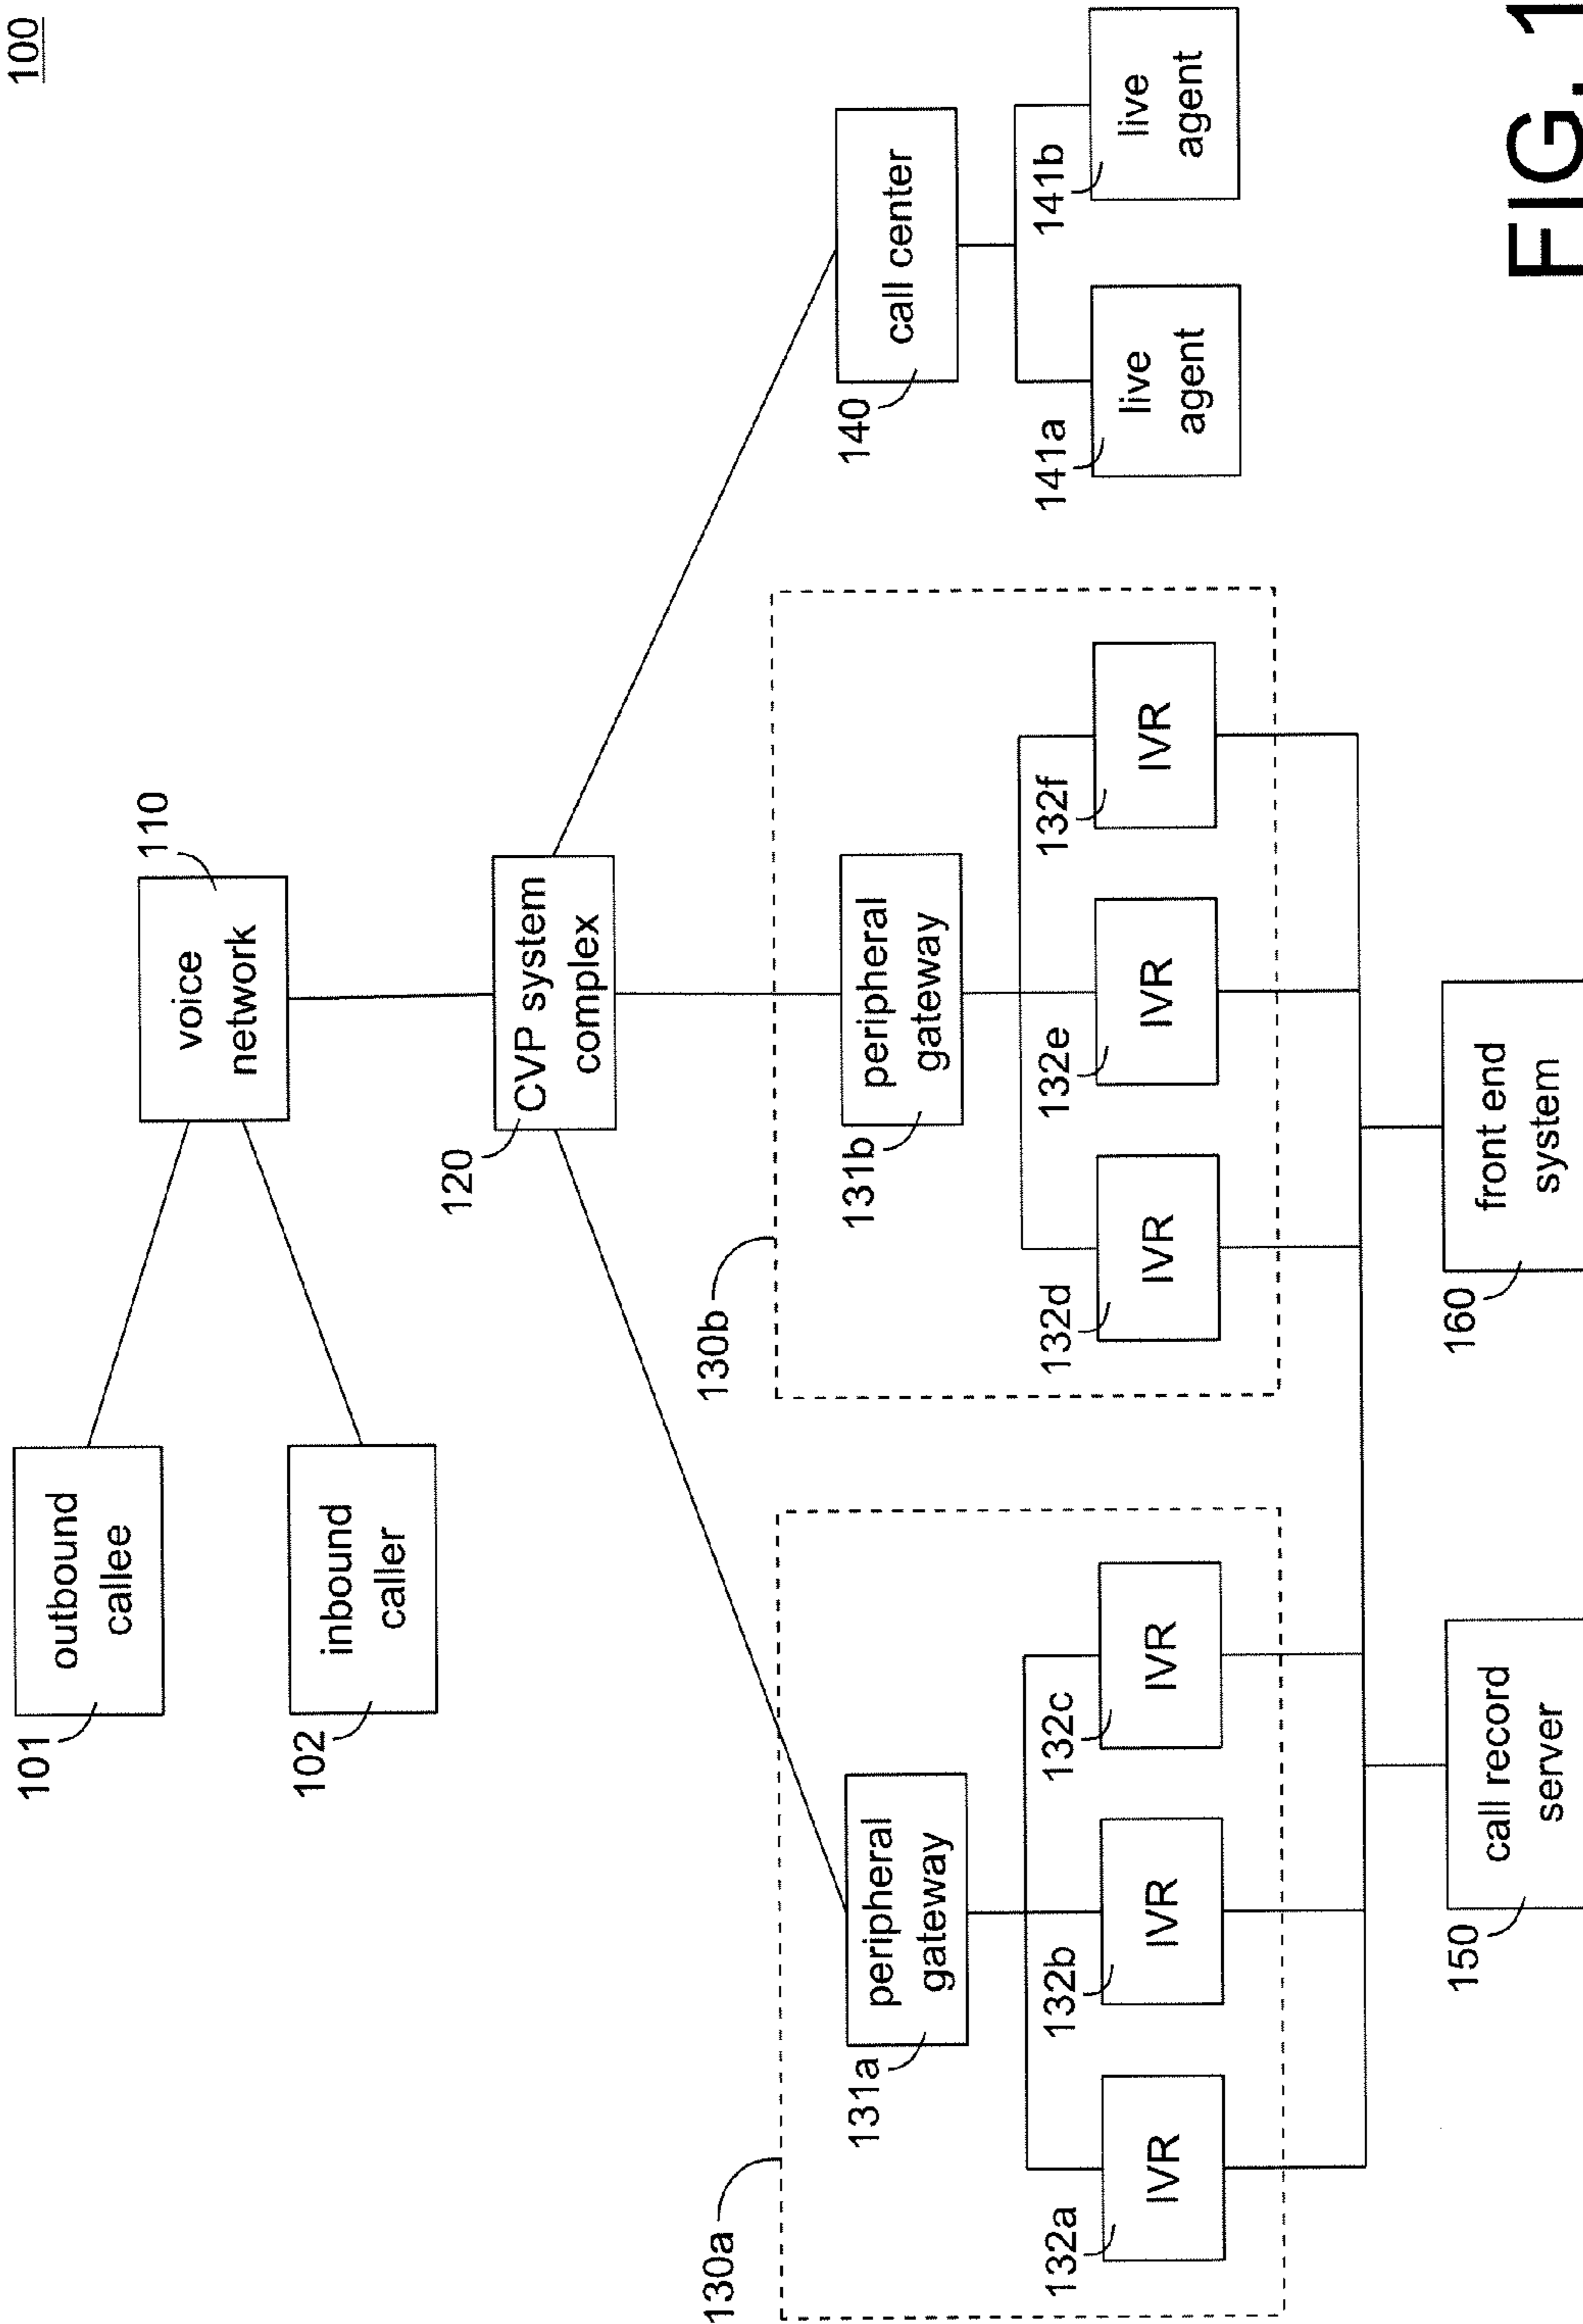 100
101
outbound
callee
102
inbound
caller
voice
network
110
120
CVP system
complex
130a
131a
peripheral
gateway
132a
IVR
132b
IVR
132c
IVR
130b
131b
peripheral
gateway
132d
IVR
132e
IVR
132f
IVR
140
call center
141a
live
agent
141b
live
agent
150
call record
server
160
front end
system
FIG. 1